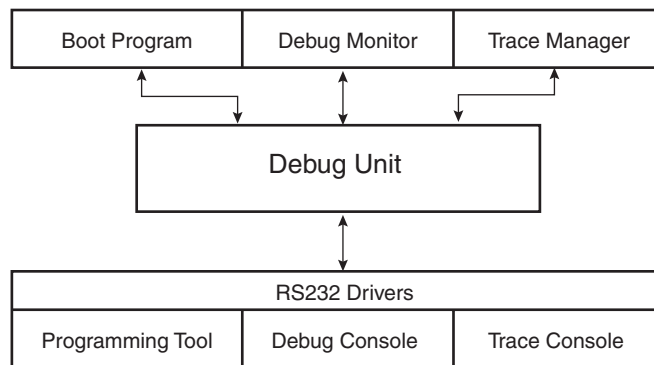 Boot Program
Debug Monitor
Trace Manager
Debug Unit
RS232 Drivers
Programming Tool
Debug Console
Trace Console